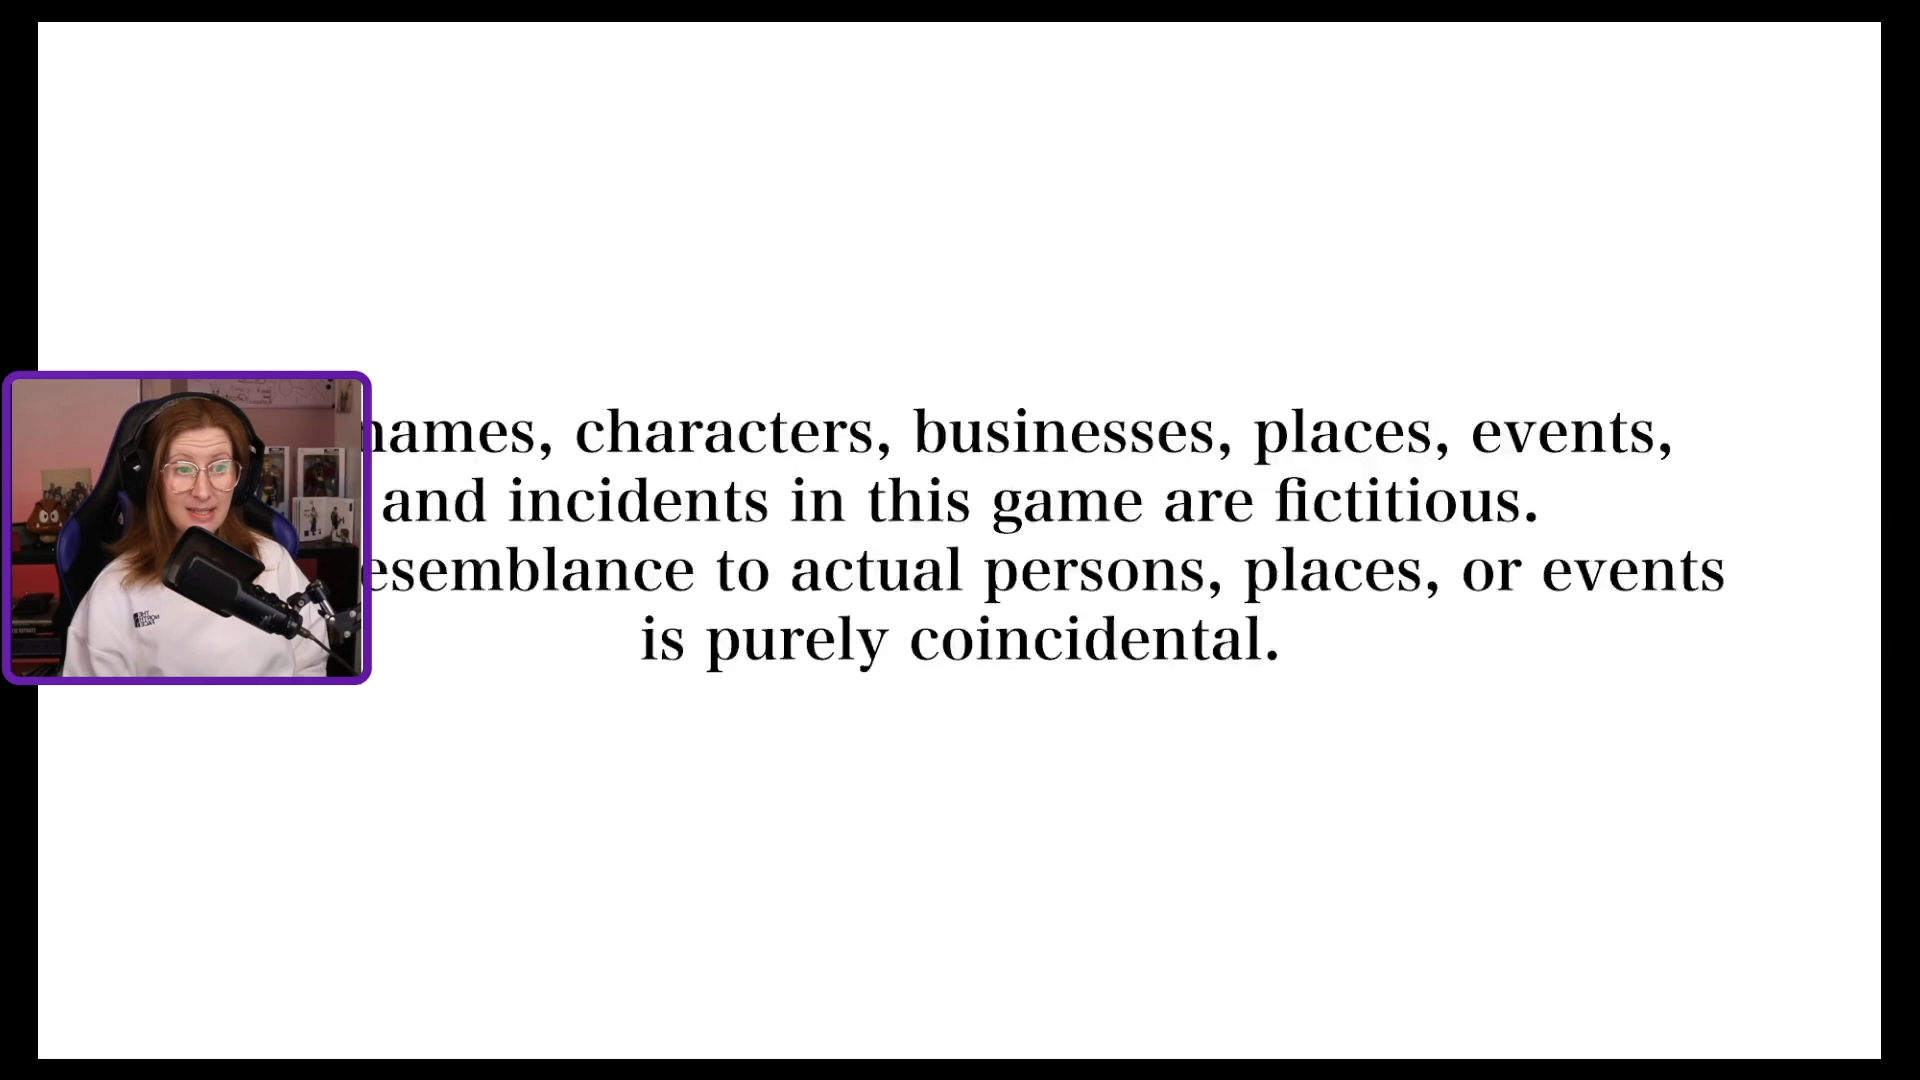 names, characters, businesses, places, events,
and incidents in this game are fictitious.
esemblance to actual persons, places, or events
is purely coincidental.